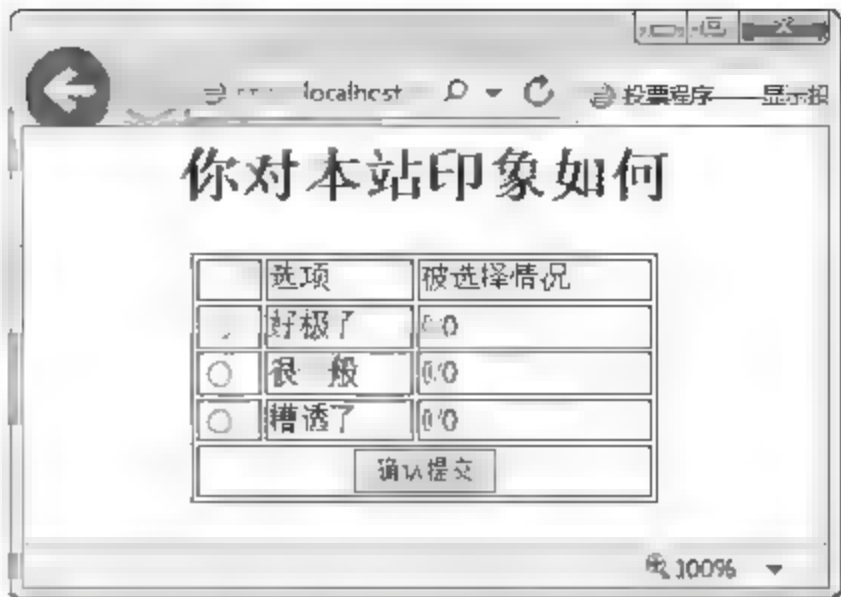 localhost
投票程序——显示投
你对本站印象如何
选项 被选择情况
好极了 0/0
很一般 0/0
糟透了 0/0
确认提交
100%